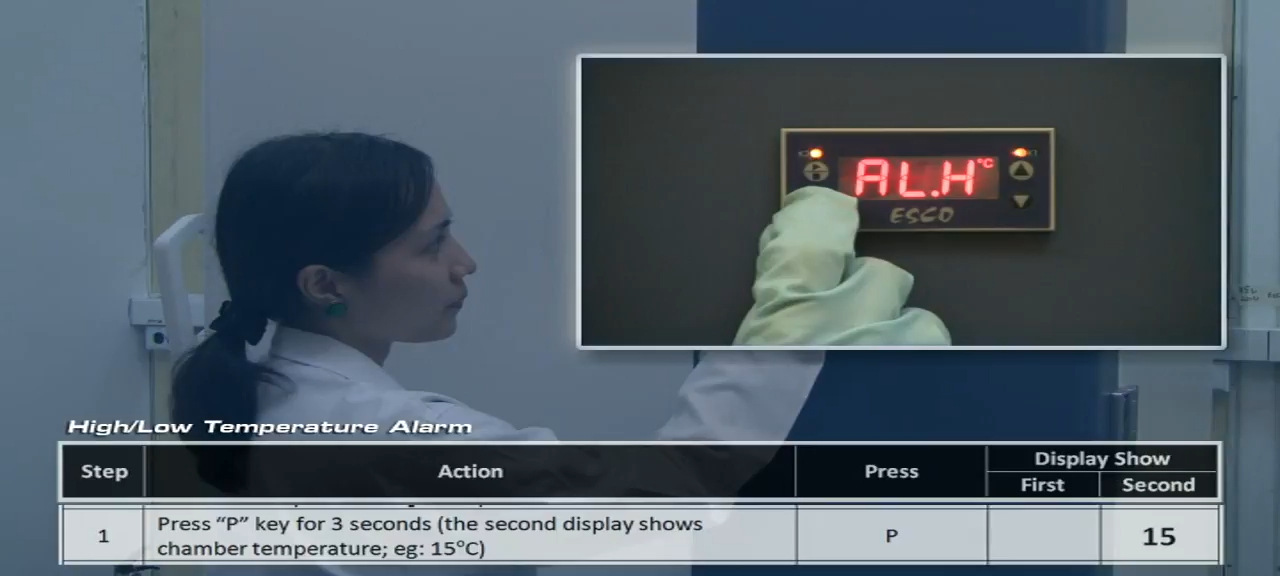 AL.H °C
ESCO
High/Low Temperature Alarm
Step Action Press Display Show
First Second
1 Press “P” key for 3 seconds (the second display shows
chamber temperature; eg: 15°C) P 15